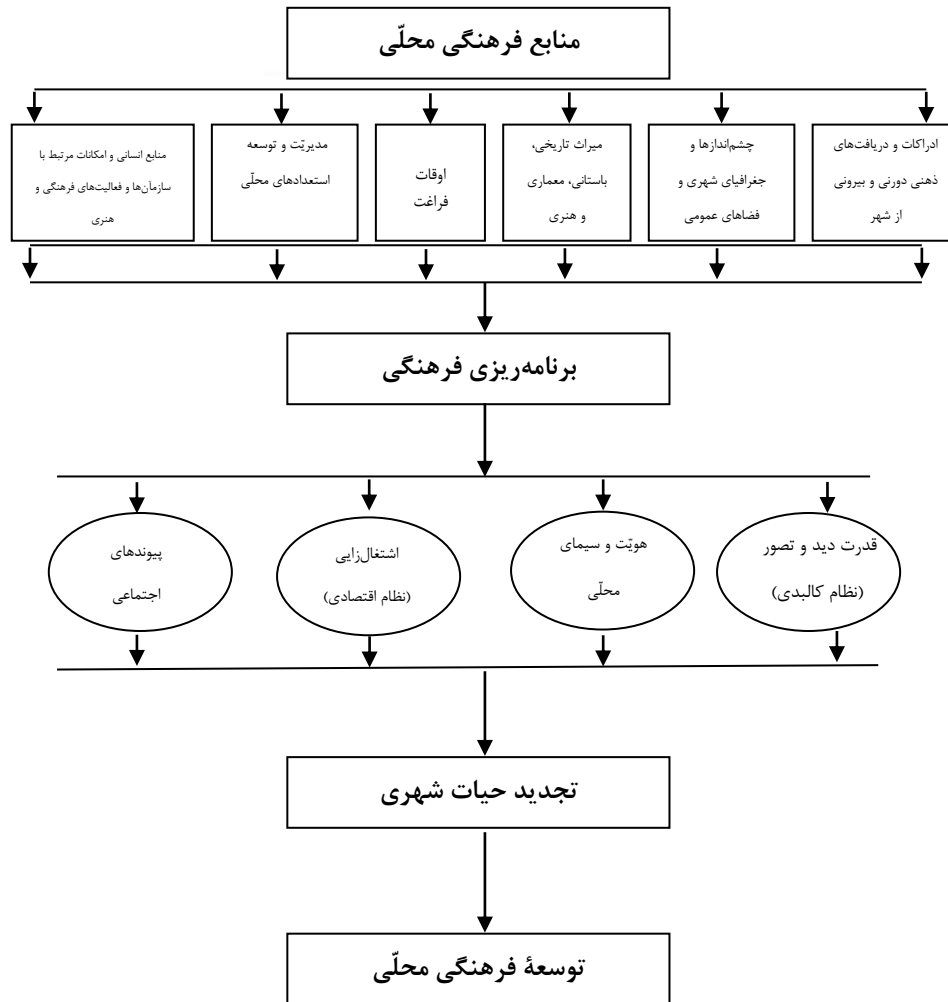 منابع فرهنگی محلّی
ادراکات و دریافت‌های
ذهنی دورنی و بیرونی
از شهر
چشم‌اندازها و
جغرافیای شهری و
فضاهای عمومی
میراث تاریخی،
باستانی، معماری
و هنری
اوقات
فراغت
مدیریّت و توسعه
استعدادهای محلّی
منابع انسانی و امکانات مرتبط با
سازمآن‌ها و فعالیت‌های فرهنگی و
هنری
برنامه‌ریزی فرهنگی
قدرت دید و تصور
(نظام کالبدی)
هویّت و سیمای
محلّی
اشتغال‌زایی
(نظام اقتصادی)
پیوندهای
اجتماعی
تجدید حیات شهری
توسعهٔ فرهنگی محلّی